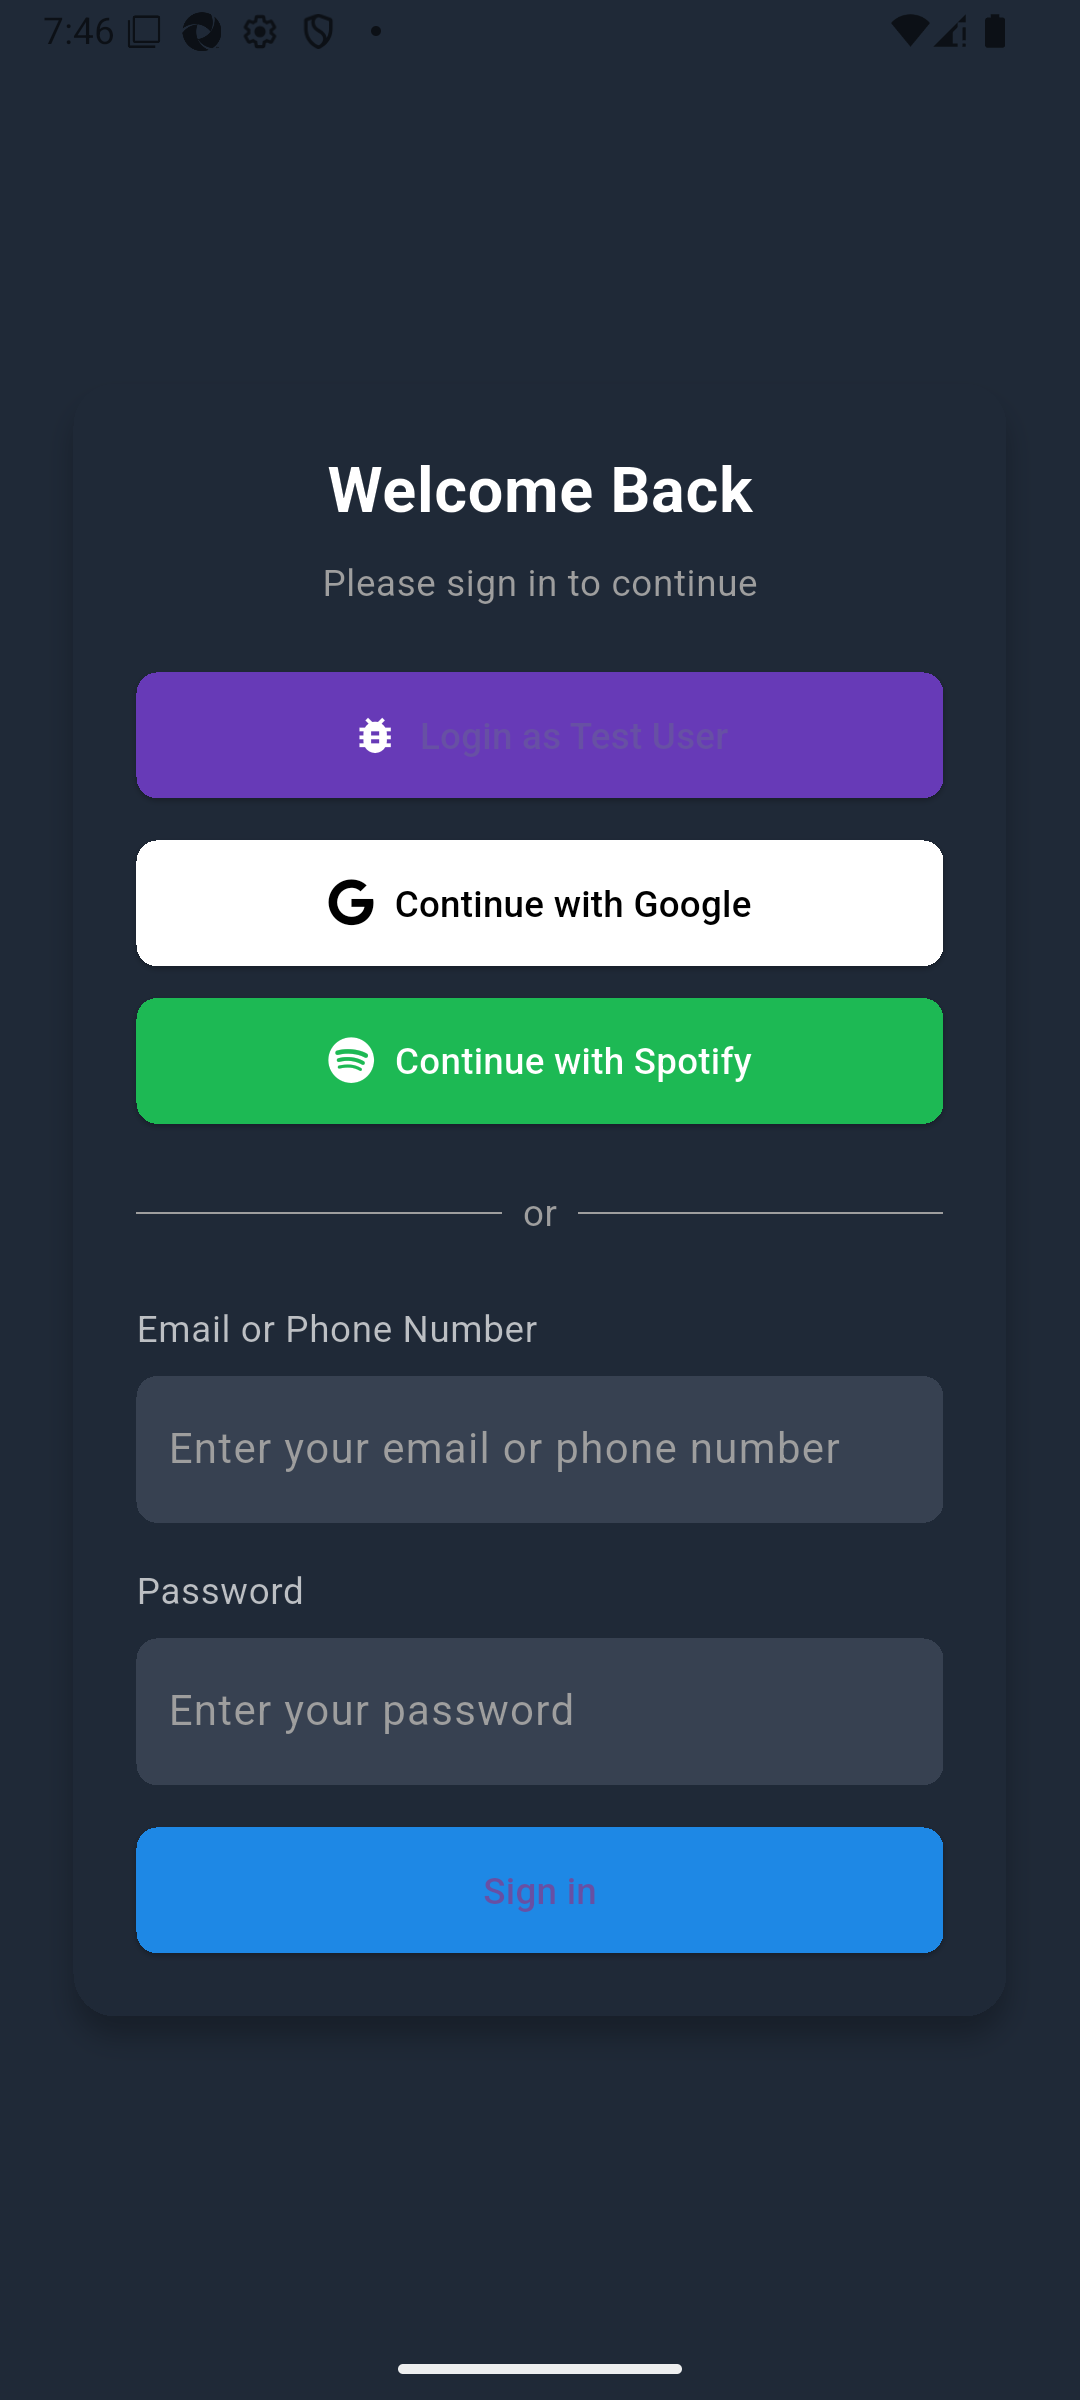 7:46
Welcome Back
Please sign in to continue
Login as Test User
Continue with Google
Continue with Spotify
or
Email or Phone Number
Enter your email or phone number
Password
Enter your password
Sign in